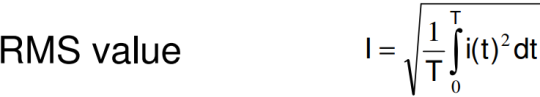 RMS value I = √(1/T ∫₀ᵀ i(t)² dt)